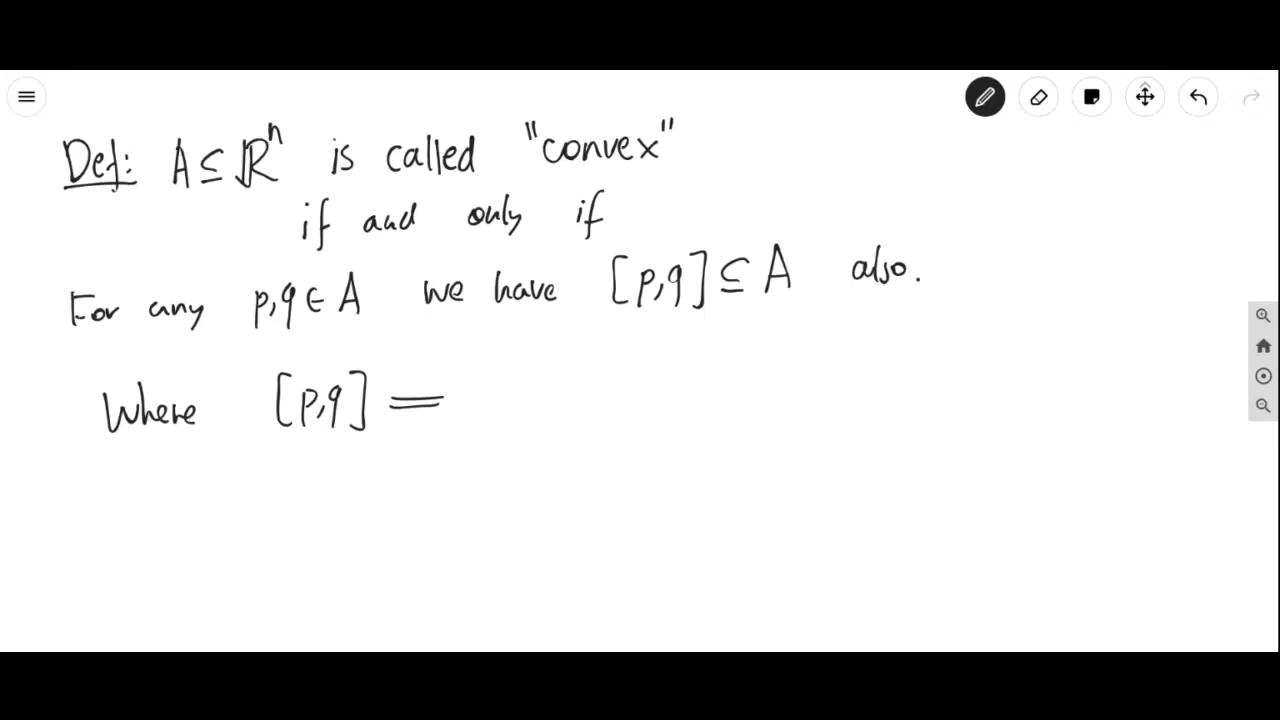 Def: A ⊆ ℝⁿ is called "convex"
if and only if
For any p,q ∈ A we have [p,q] ⊆ A also.
Where [p,q] =